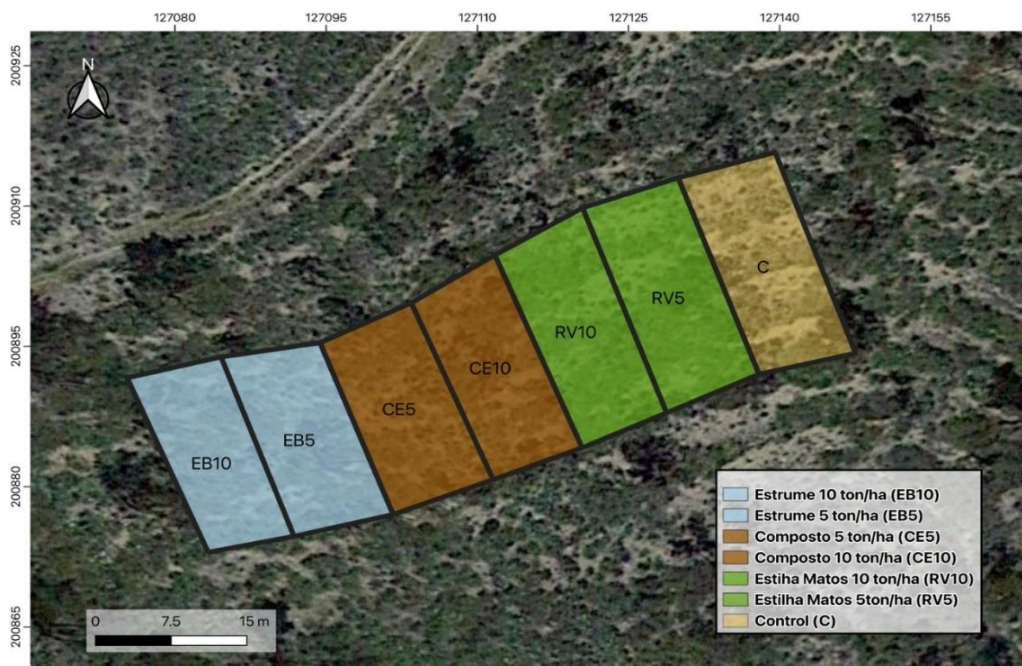 127080 127095 127110 127125 127140 127155
200925
N
200910
200895
200880
200865
C
RV5
RV10
CE10
CE5
EB5
EB10
Estrume 10 ton/ha (EB10)
Estrume 5 ton/ha (EB5)
Composto 5 ton/ha (CE5)
Composto 10 ton/ha (CE10)
Estiha Matos 10 ton/ha (RV10)
Estilha Matos 5ton/ha (RV5)
Control (C)
0 7.5 15 m